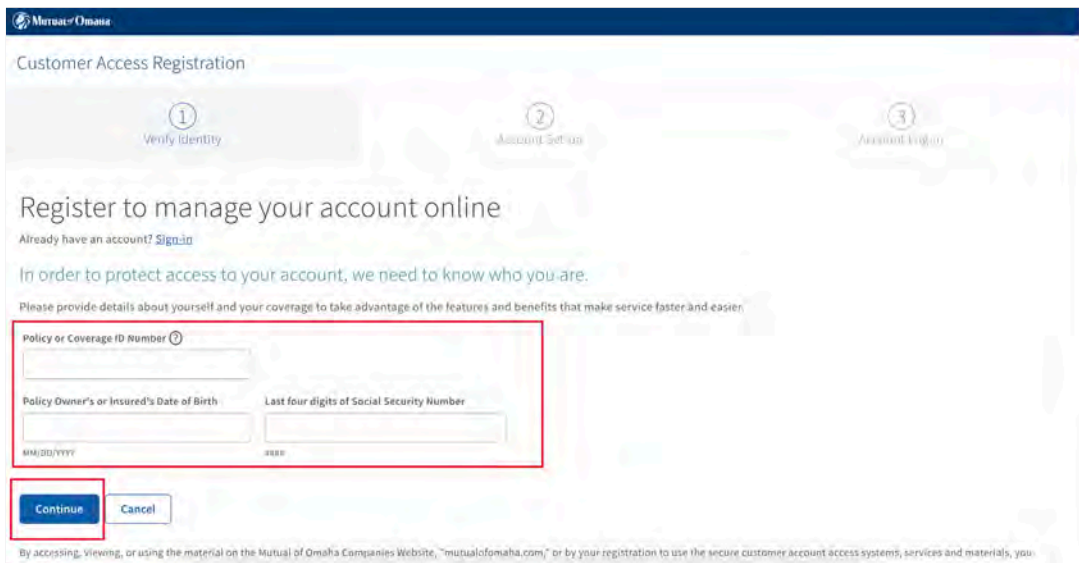 Mutual of Omaha
Customer Access Registration
1
Verify Identity
2
Account Set-up
3
Account Log-in
Register to manage your account online
Already have an account? Sign-in
In order to protect access to your account, we need to know who you are.
Please provide details about yourself and your coverage to take advantage of the features and benefits that make service faster and easier.
Policy or Coverage ID Number ?
Policy Owner's or Insured's Date of Birth
Last four digits of Social Security Number
MM/DD/YYYY
Continue
Cancel
By accessing, viewing, or using the material on the Mutual of Omaha Companies Website, "mutualofomaha.com," or by your registration to use the secure customer account access systems, services and materials, you